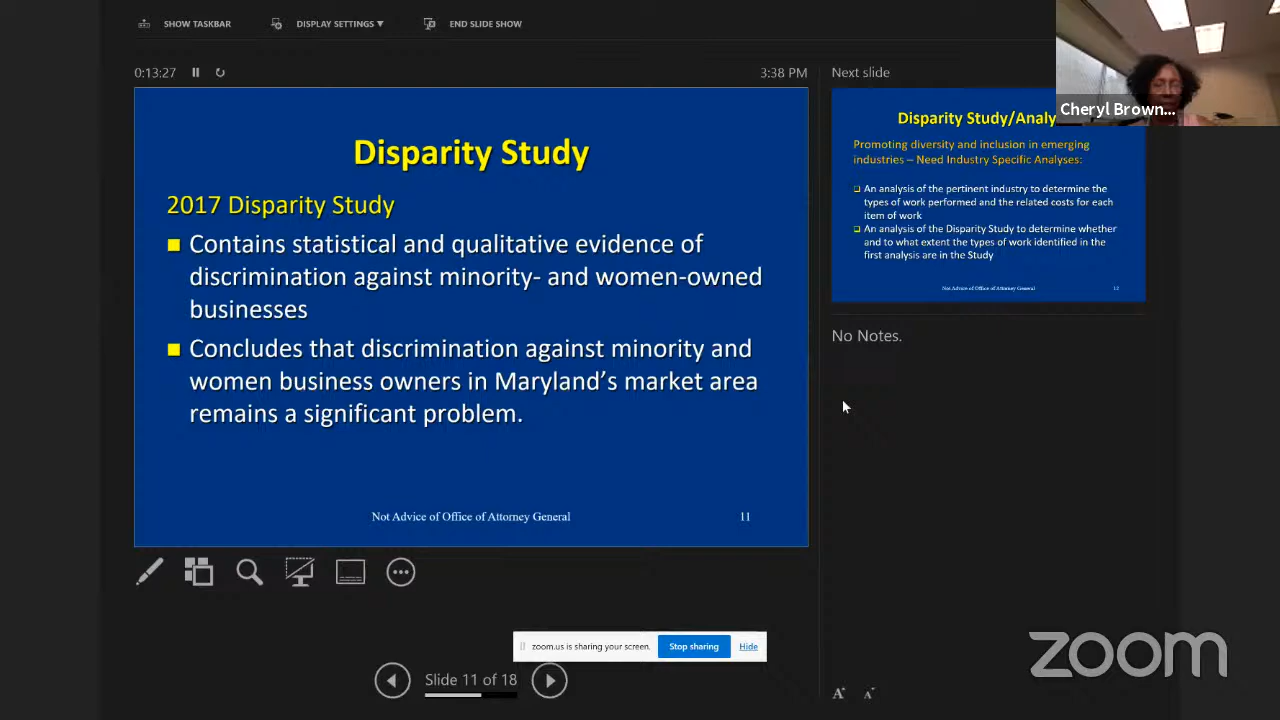 SHOW TASKBAR
DISPLAY SETTINGS ▼
END SLIDE SHOW
0:13:27
3:38 PM
Next slide
Disparity Study
2017 Disparity Study
Contains statistical and qualitative evidence of
discrimination against minority- and women-owned
businesses
Concludes that discrimination against minority and
women business owners in Maryland’s market area
remains a significant problem.
Not Advice of Office of Attorney General
11
Cheryl Brown...
Disparity Study/Analy
Promoting diversity and inclusion in emerging
industries – Need Industry Specific Analyses:
An analysis of the pertinent industry to determine the
types of work performed and the related costs for each
item of work
An analysis of the Disparity Study to determine whether
and to what extent the types of work identified in the
first analysis are in the Study
Not Advice of Office of Attorney General
12
No Notes.
zoom.us is sharing your screen.
Stop sharing
Hide
Slide 11 of 18
A
A
zoom